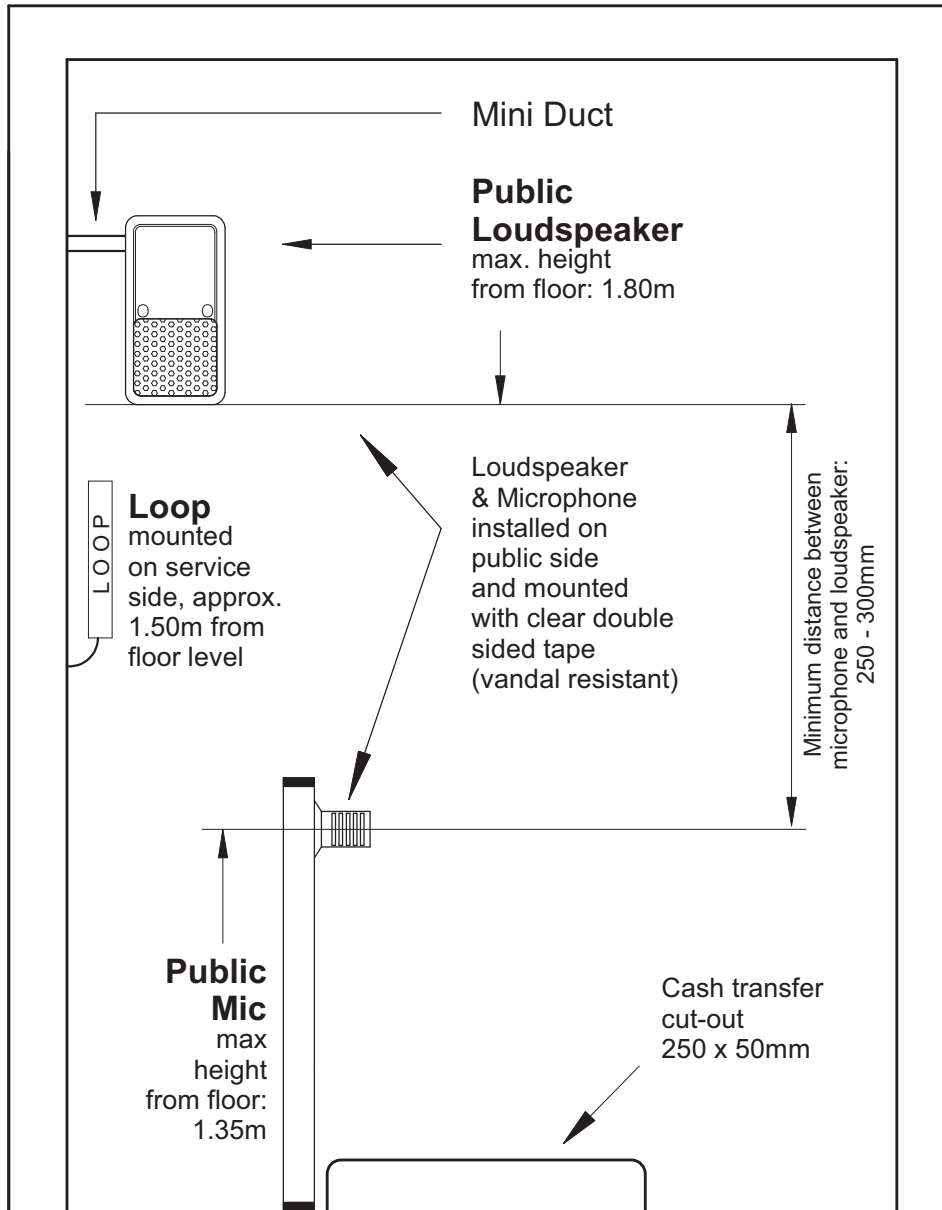 Mini Duct
Public
Loudspeaker
max. height
from floor: 1.80m
LOOP
Loop
mounted
on service
side, approx.
1.50m from
floor level
Loudspeaker
& Microphone
installed on
public side
and mounted
with clear double
sided tape
(vandal resistant)
Minimum distance between
microphone and loudspeaker:
250 - 300mm
Public
Mic
max
height
from floor:
1.35m
Cash transfer
cut-out
250 x 50mm